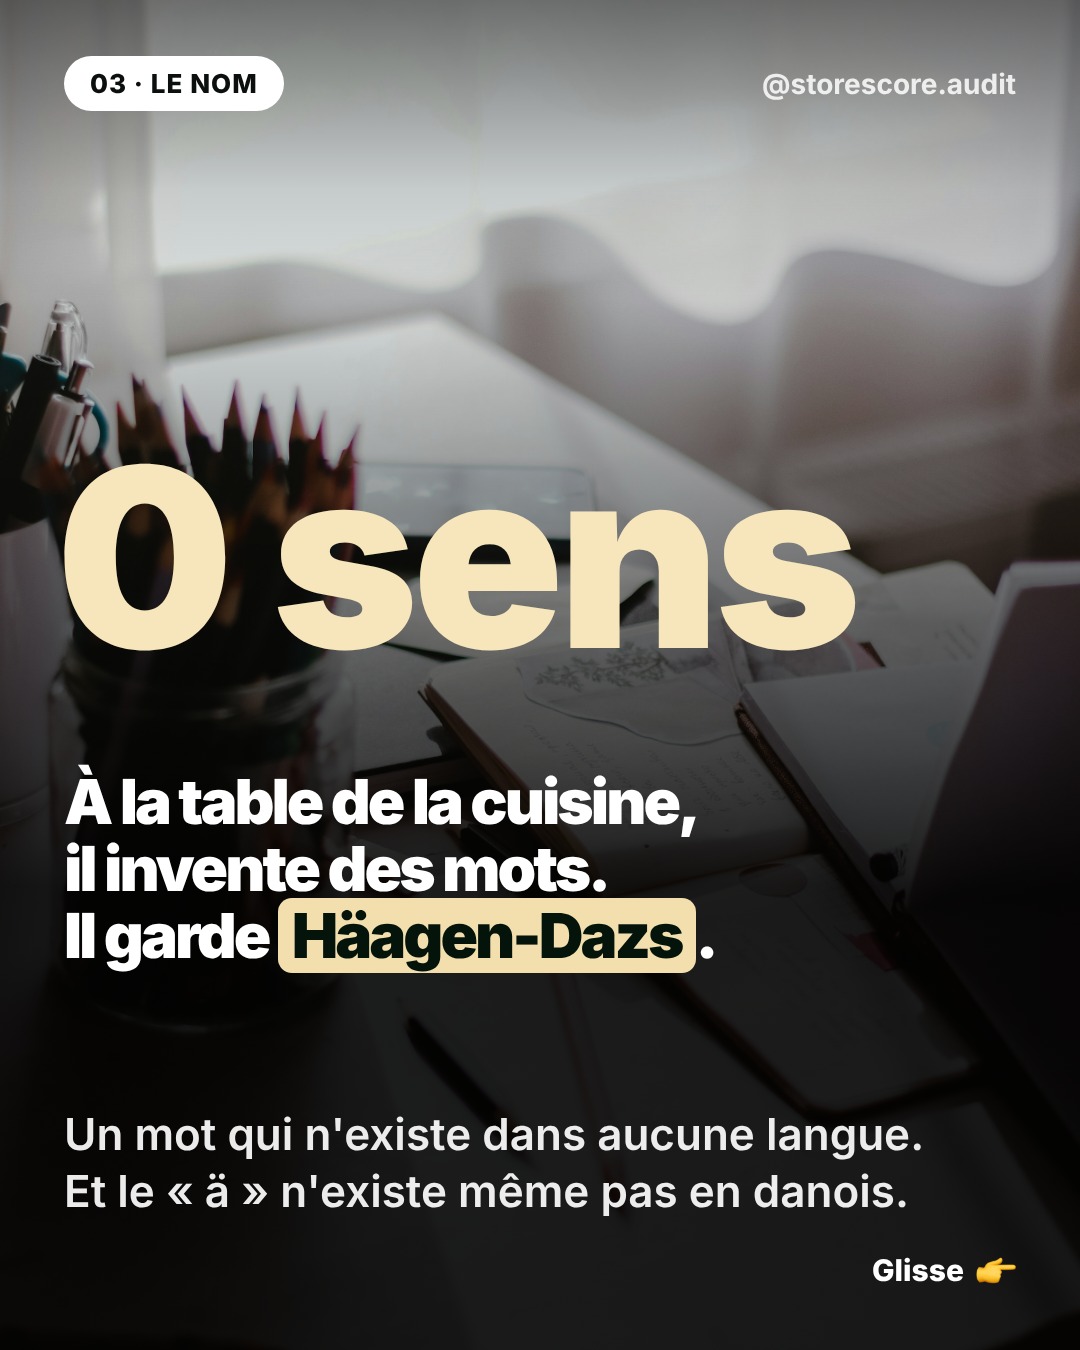 03 · LE NOM
@storescore.audit
0 sens
À la table de la cuisine,
il invente des mots.
Il garde Häagen-Dazs.
Un mot qui n'existe dans aucune langue.
Et le « ä » n'existe même pas en danois.
Glisse 👉